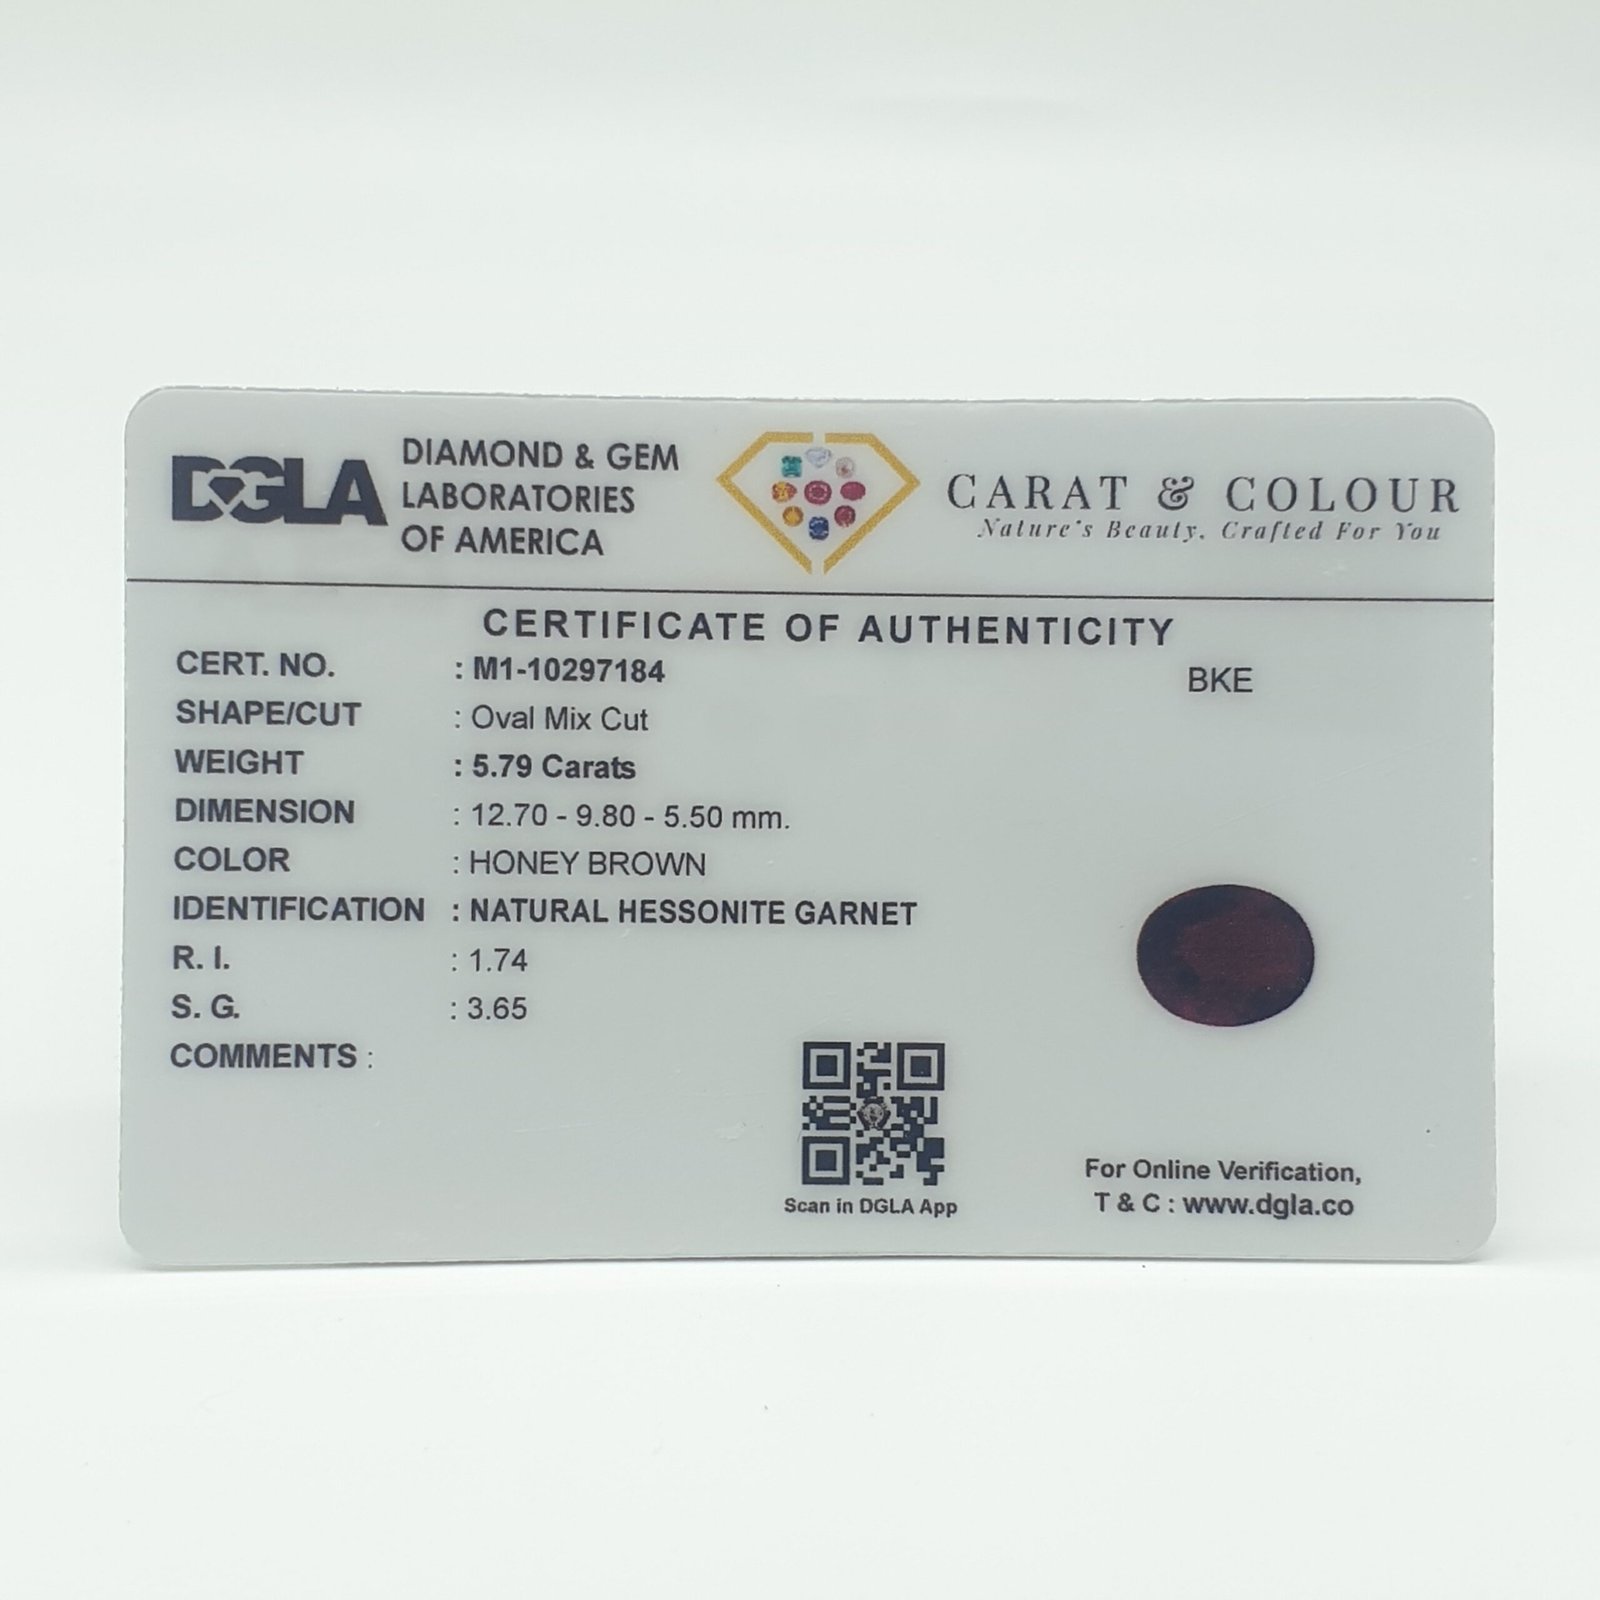 DGLA
DIAMOND & GEM
LABORATORIES
OF AMERICA
CARAT & COLOUR
Nature's Beauty, Crafted For You
CERTIFICATE OF AUTHENTICITY
CERT. NO. : M1-10297184
BKE
SHAPE/CUT : Oval Mix Cut
WEIGHT : 5.79 Carats
DIMENSION : 12.70 - 9.80 - 5.50 mm.
COLOR : HONEY BROWN
IDENTIFICATION : NATURAL HESSONITE GARNET
R. I. : 1.74
S. G. : 3.65
COMMENTS :
Scan in DGLA App
For Online Verification,
T & C : www.dgla.co